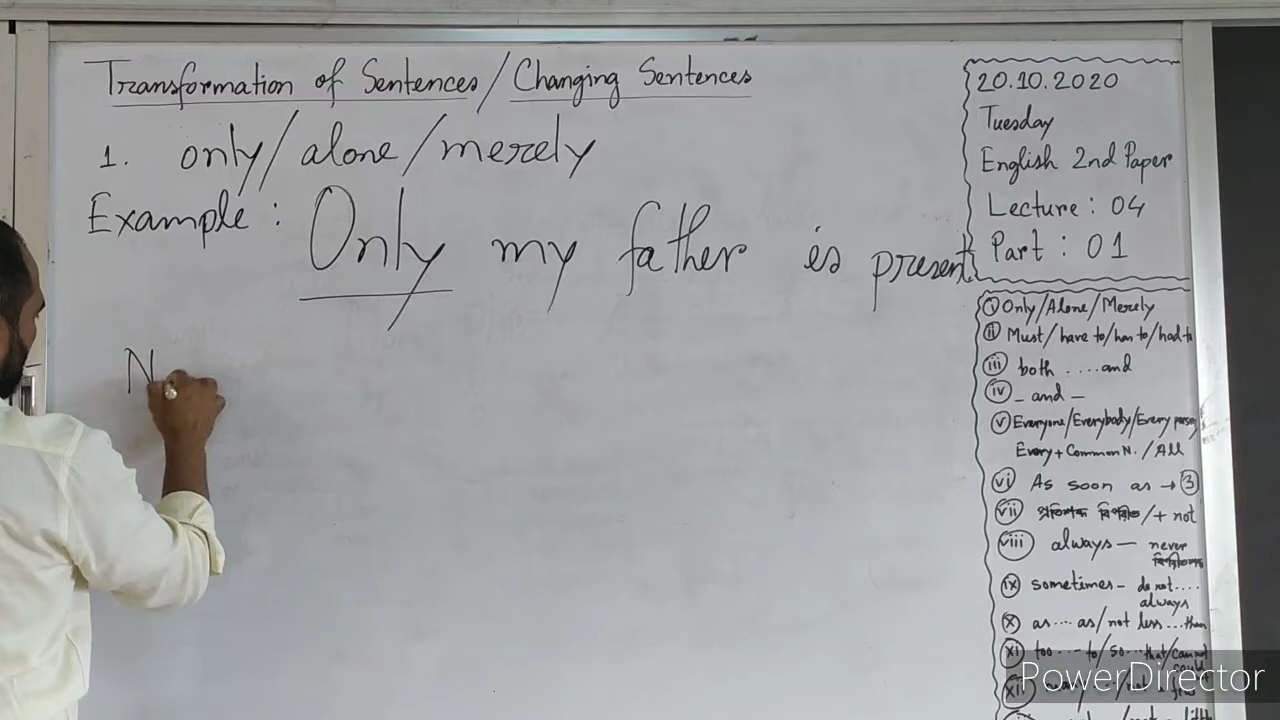 Transformation of Sentences / Changing Sentences
1. only/alone/merely
Example : Only my father is present
N
20.10.2020
Tuesday
English 2nd Paper
Lecture : 04
Part : 01
(i) Only/Alone/Merely
(ii) Must/have to/has to/had to
(iii) both ....and
(iv) _ and _
(v) Everyone/Everybody/Every person
Every + Common N. / All
(vi) As soon as → 3
(vii) / + not
(viii) always — never
(ix) sometimes - do not....
always
(x) as .... as/not less ... than
(xi) too --- to/so ... that/cannot
could
(xii)
PowerDirector